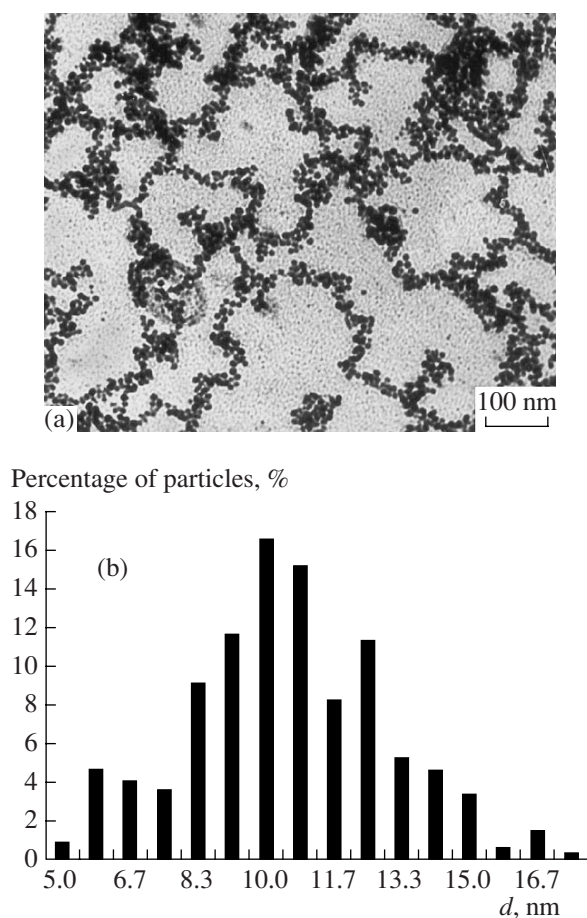 (a)
100 nm
Percentage of particles, %
18
16
14
12
10
8
6
4
2
0
(b)
5.0 6.7 8.3 10.0 11.7 13.3 15.0 16.7
d, nm